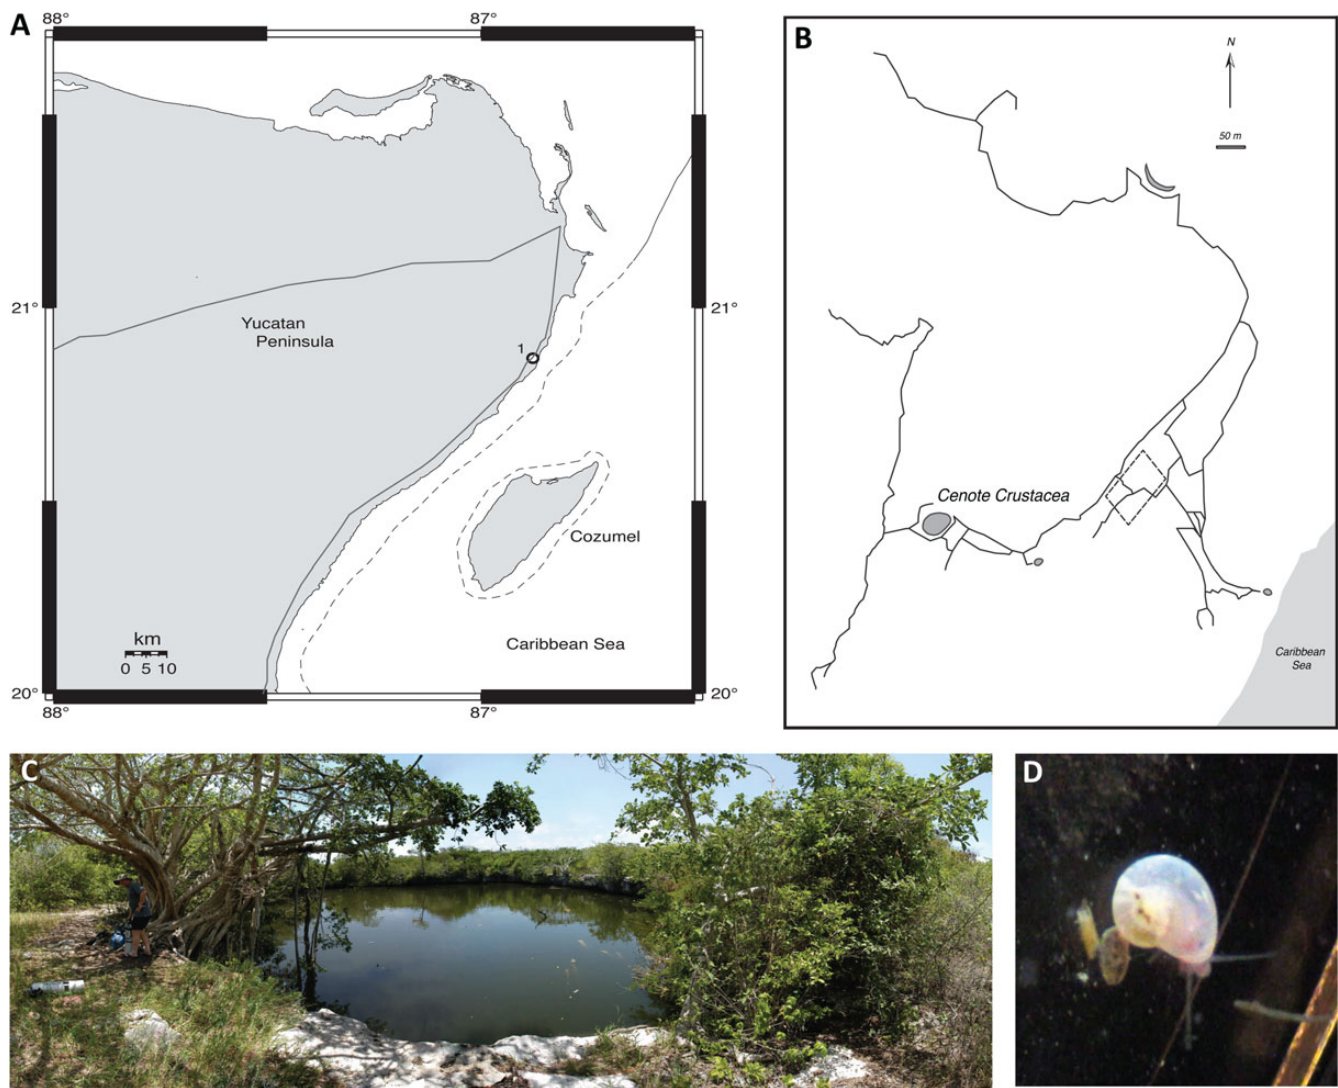 A
88°
87°
21°
21°
Yucatan
Peninsula
1
Cozumel
Caribbean Sea
km
0 5 10
20°
20°
88°
87°
B
N
50 m
Cenote Crustacea
Caribbean
Sea
C
D